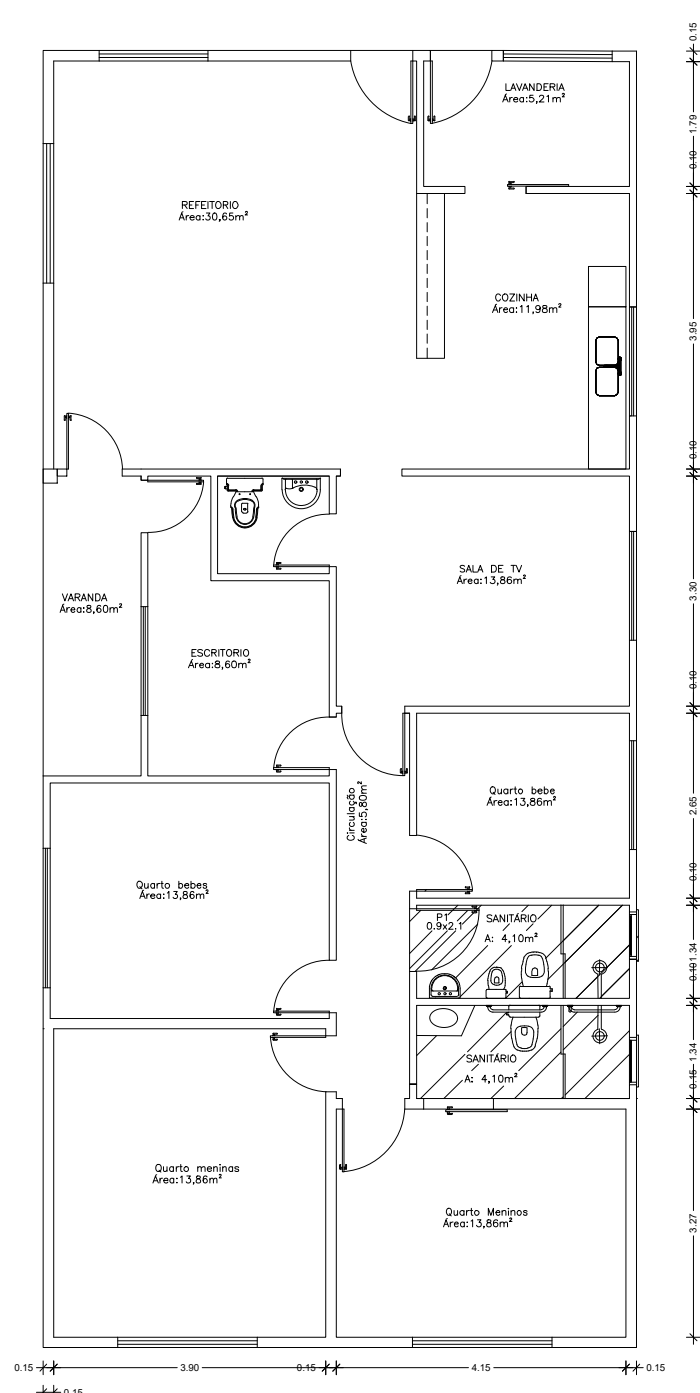 0.15
LAVANDERIA
Área:5,21m²
1.79
0.10
REFEITORIO
Área:30,65m²
COZINHA
Área:11,98m²
3.95
0.10
SALA DE TV
Área:13,86m²
3.30
VARANDA
Área:8,60m²
ESCRITORIO
Área:8,60m²
0.10
Circulação
Área:5,80m²
Quarto bebe
Área:13,86m²
2.65
Quarto bebes
Área:13,86m²
0.10
P1
0.9x2.1
SANITÁRIO
A: 4,10m²
1.34
0.10
SANITÁRIO
A: 4,10m²
1.34
0.15
Quarto meninas
Área:13,86m²
Quarto Meninos
Área:13,86m²
3.27
0.15 3.90 0.15 4.15 0.15
0.15